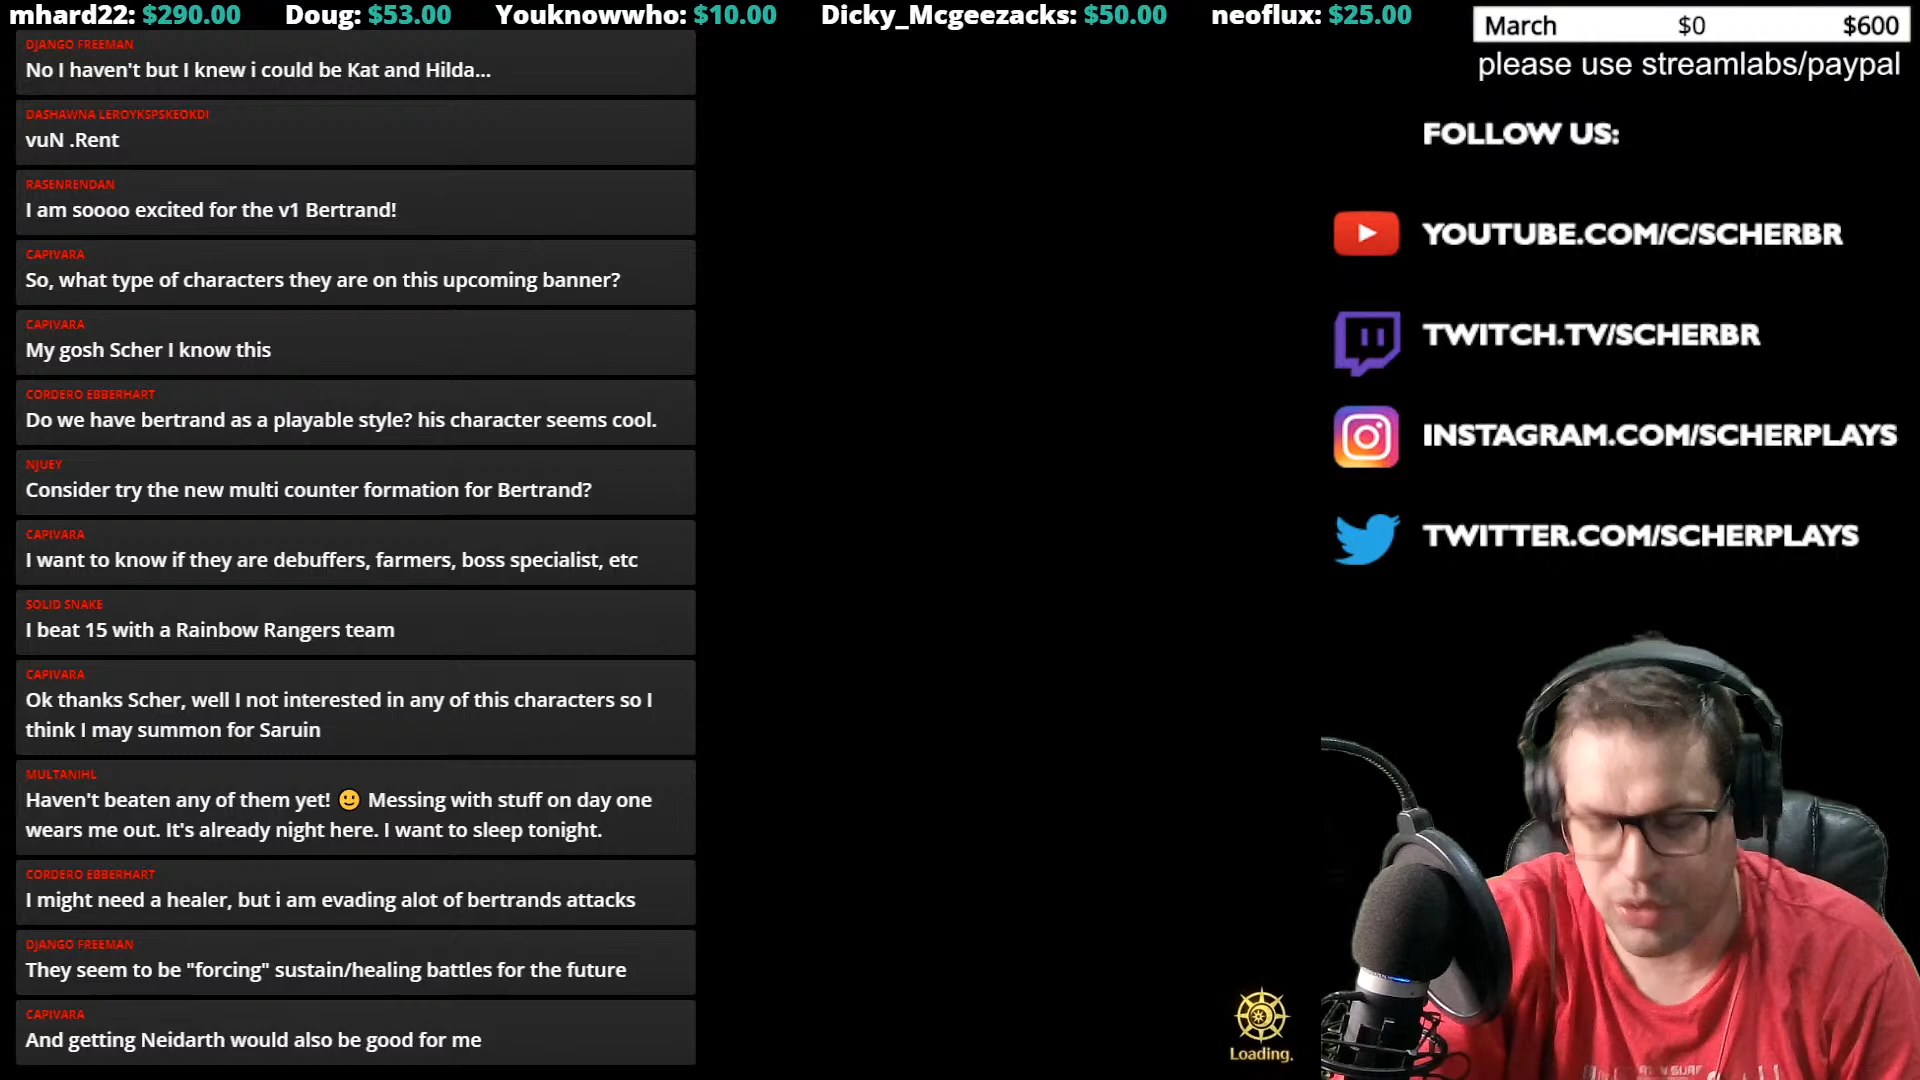 mhard22: $290.00 Doug: $53.00 Youknowwho: $10.00 Dicky_Mcgeezacks: $50.00 neoflux: $25.00
March $0 $600
please use streamlabs/paypal
DJANGO FREEMAN
No I haven't but I knew i could be Kat and Hilda...
DASHAWNA LEROYKSPSKEOKDI
vuN .Rent
RASENRENDAN
I am soooo excited for the v1 Bertrand!
CAPIVARA
So, what type of characters they are on this upcoming banner?
CAPIVARA
My gosh Scher I know this
CORDERO EBBERHART
Do we have bertrand as a playable style? his character seems cool.
NJUEY
Consider try the new multi counter formation for Bertrand?
CAPIVARA
I want to know if they are debuffers, farmers, boss specialist, etc
SOLID SNAKE
I beat 15 with a Rainbow Rangers team
CAPIVARA
Ok thanks Scher, well I not interested in any of this characters so I
think I may summon for Saruin
MULTANIHL
Haven't beaten any of them yet! 🙂 Messing with stuff on day one
wears me out. It's already night here. I want to sleep tonight.
CORDERO EBBERHART
I might need a healer, but i am evading alot of bertrands attacks
DJANGO FREEMAN
They seem to be "forcing" sustain/healing battles for the future
CAPIVARA
And getting Neidarth would also be good for me
FOLLOW US:
YOUTUBE.COM/C/SCHERBR
TWITCH.TV/SCHERBR
INSTAGRAM.COM/SCHERPLAYS
TWITTER.COM/SCHERPLAYS
Loading.